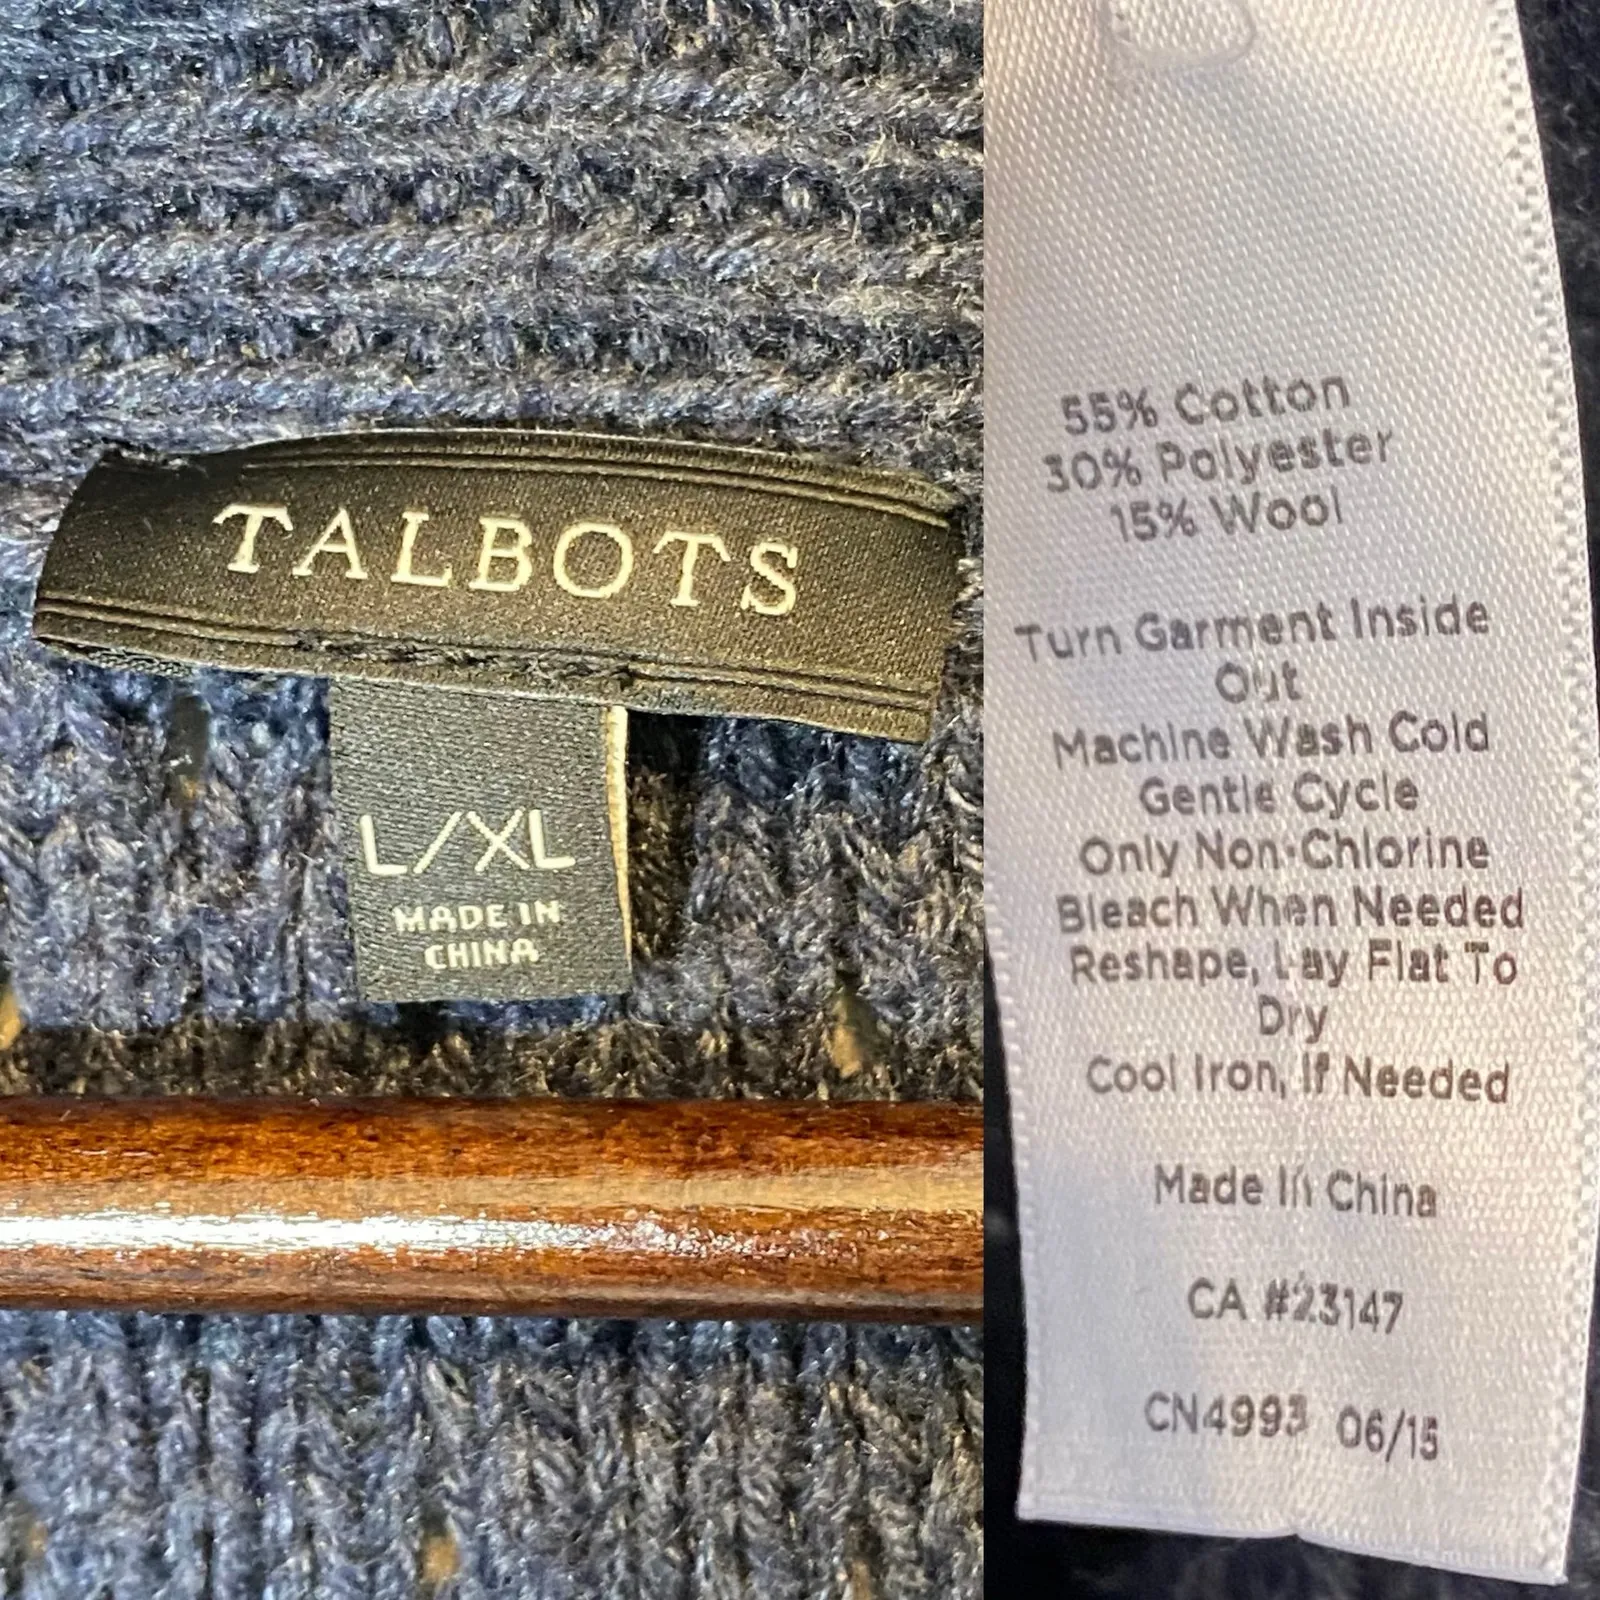 TALBOTS
L/XL
MADE IN
CHINA
55% Cotton
30% Polyester
15% Wool
Turn Garment Inside
Out
Machine Wash Cold
Gentle Cycle
Only Non-Chlorine
Bleach When Needed
Reshape, Lay Flat To
Dry
Cool Iron, If Needed
Made In China
CA #23147
CN4993 06/15